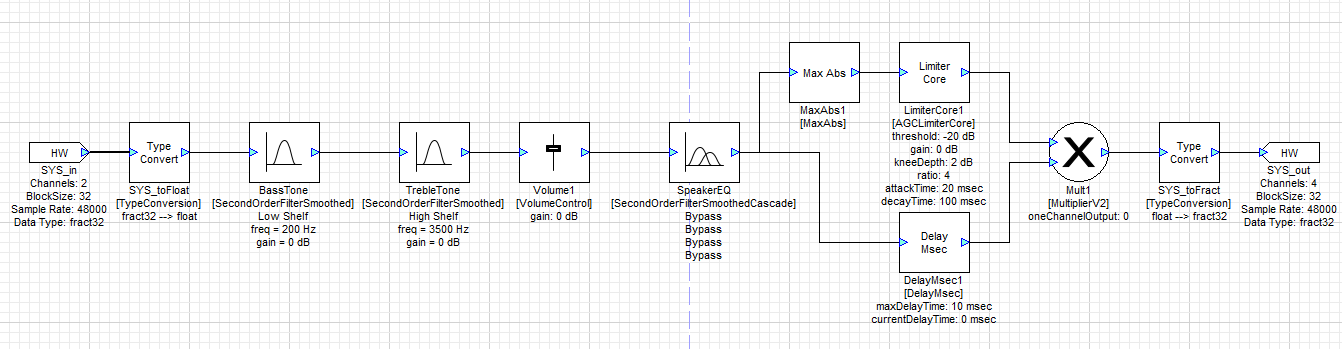 HW
SYS_in
Channels: 2
BlockSize: 32
Sample Rate: 48000
Data Type: fract32
Type
Convert
SYS_toFloat
[TypeConversion]
fract32 --> float
BassTone
[SecondOrderFilterSmoothed]
Low Shelf
freq = 200 Hz
gain = 0 dB
TrebleTone
[SecondOrderFilterSmoothed]
High Shelf
freq = 3500 Hz
gain = 0 dB
Volume1
[VolumeControl]
gain: 0 dB
SpeakerEQ
[SecondOrderFilterSmoothedCascade]
Bypass
Bypass
Bypass
Bypass
Max Abs
MaxAbs1
[MaxAbs]
Limiter
Core
LimiterCore1
[AGCLimiterCore]
threshold: -20 dB
gain: 0 dB
kneeDepth: 2 dB
ratio: 4
attackTime: 20 msec
decayTime: 100 msec
Delay
Msec
DelayMsec1
[DelayMsec]
maxDelayTime: 10 msec
currentDelayTime: 0 msec
X
Mult1
[MultiplierV2]
oneChannelOutput: 0
Type
Convert
SYS_toFract
[TypeConversion]
float --> fract32
HW
SYS_out
Channels: 4
BlockSize: 32
Sample Rate: 48000
Data Type: fract32